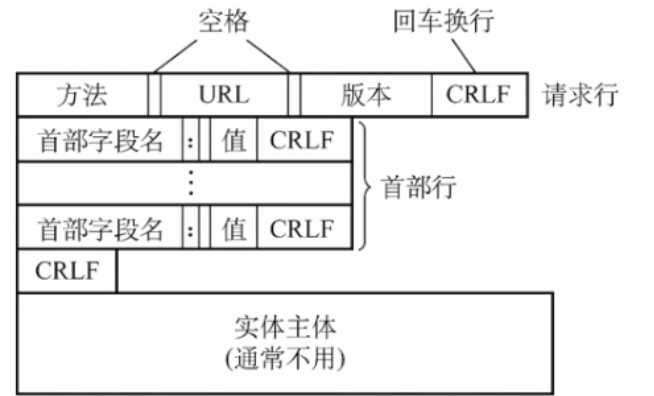 空格 回车换行
方法 URL 版本 CRLF 请求行
首部字段名 : 值 CRLF
⋮ 首部行
首部字段名 : 值 CRLF
CRLF
实体主体
(通常不用)